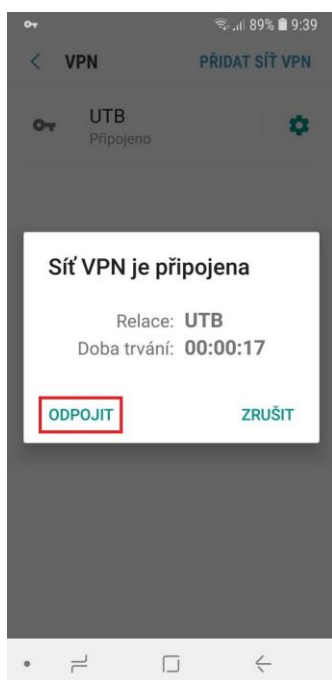 89% 9:39
VPN PŘIDAT SÍŤ VPN
UTB
Připojeno
Síť VPN je připojena
Relace: UTB
Doba trvání: 00:00:17
ODPOJIT ZRUŠIT